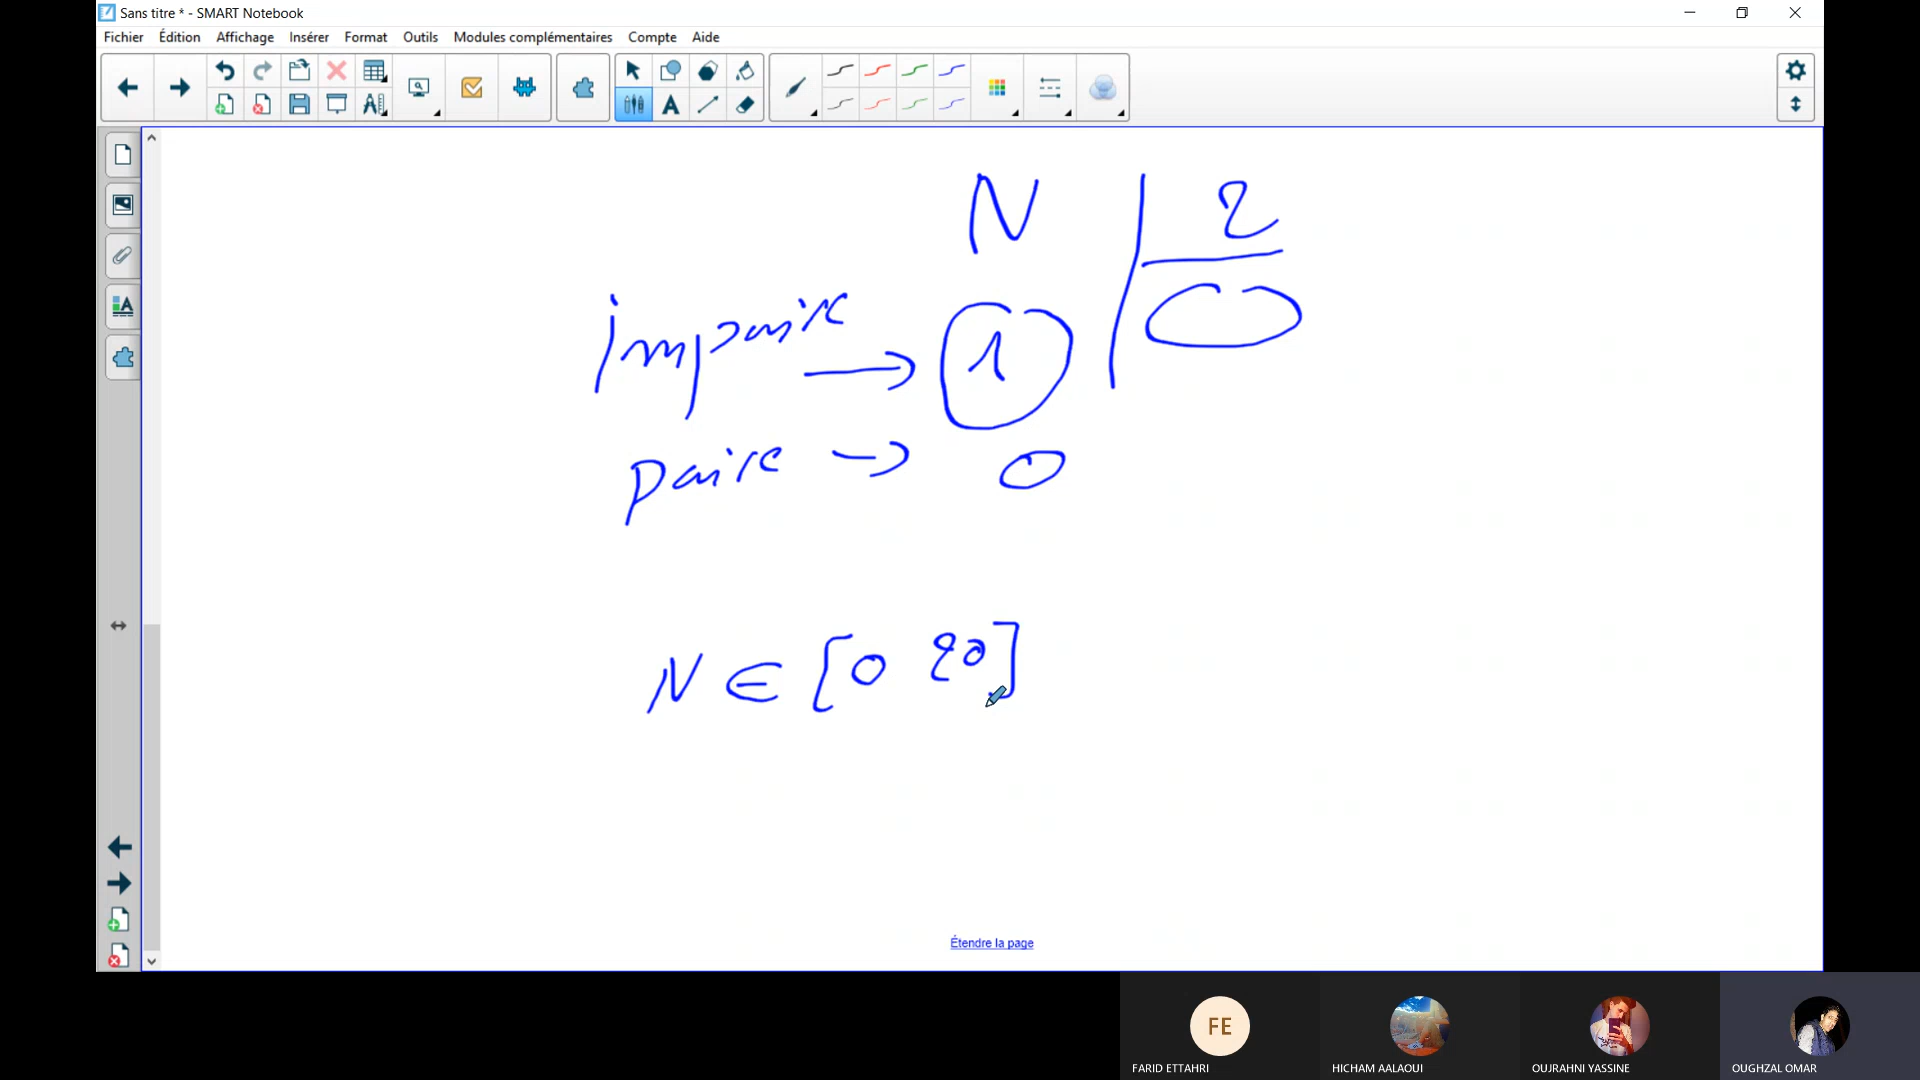 Sans titre * - SMART Notebook
Fichier Édition Affichage Insérer Format Outils Modules complémentaires Compte Aide
N 2
impaire → 1
paire → 0
N ∈ [0 20]
Étendre la page
FE
FARID ETTAHRI HICHAM AALAOUI OUJRAHNI YASSINE OUGHZAL OMAR